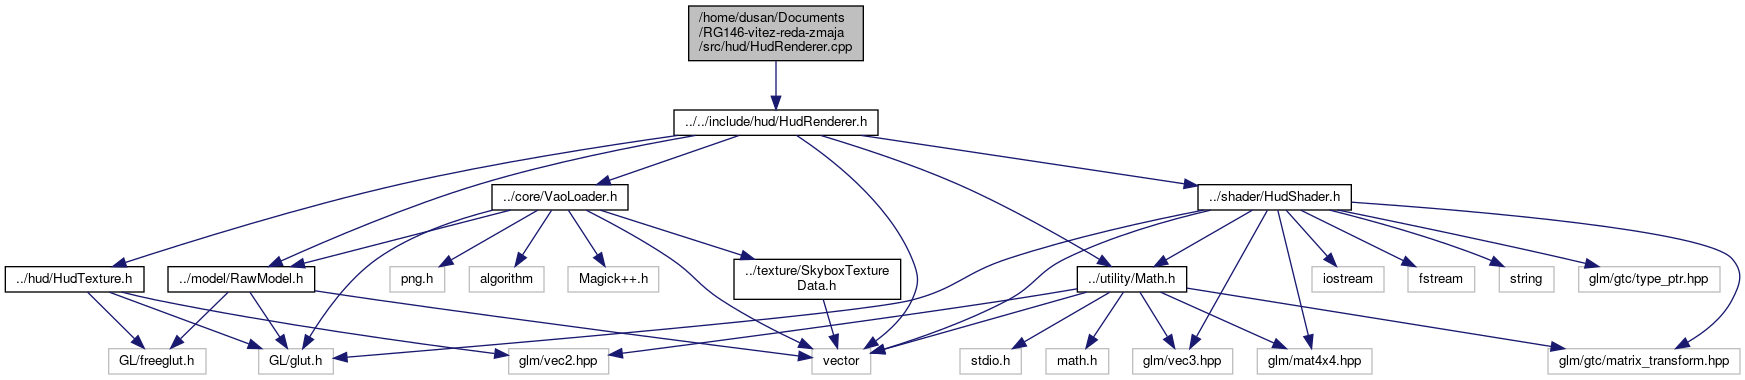 /home/dusan/Documents
/RG146-vitez-reda-zmaja
/src/hud/HudRenderer.cpp
../../include/hud/HudRenderer.h
../core/VaoLoader.h
../shader/HudShader.h
../hud/HudTexture.h
../model/RawModel.h
png.h
algorithm
Magick++.h
../texture/SkyboxTexture
Data.h
../utility/Math.h
iostream
fstream
string
glm/gtc/type_ptr.hpp
GL/freeglut.h
GL/glut.h
glm/vec2.hpp
vector
stdio.h
math.h
glm/vec3.hpp
glm/mat4x4.hpp
glm/gtc/matrix_transform.hpp